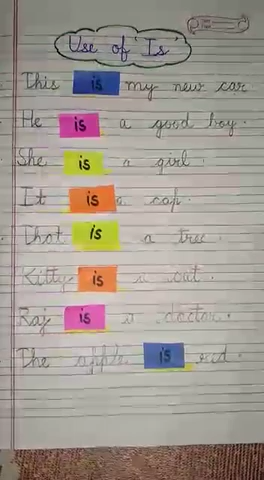 Use of 'Is'
This is my new car
He is a good boy.
She is a girl.
It is a cap.
That is a tree.
Kitty is a cat.
Raj is a doctor.
The apple is red.